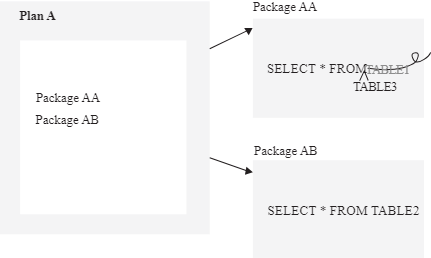 Plan A
Package AA
Package AB
Package AA
SELECT * FROM TABLE1
TABLE3
Package AB
SELECT * FROM TABLE2